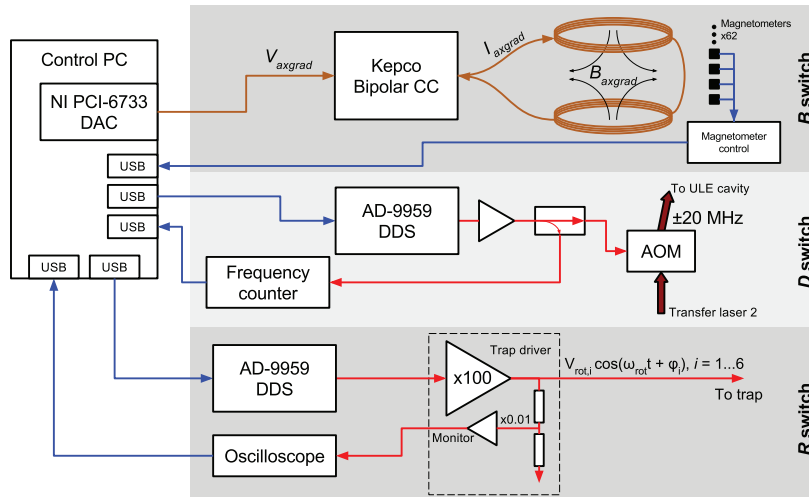 Control PC
NI PCI-6733
DAC
USB
USB
USB
USB
USB
V_axgrad
Kepco
Bipolar CC
I_axgrad
B_axgrad
Magnetometers
x62
Magnetometer
control
B switch
AD-9959
DDS
Frequency
counter
To ULE cavity
±20 MHz
AOM
Transfer laser 2
D switch
AD-9959
DDS
Oscilloscope
Trap driver
x100
x0.01
Monitor
V_rot,i cos(ω_rot t + φ_i), i = 1...6
To trap
R switch